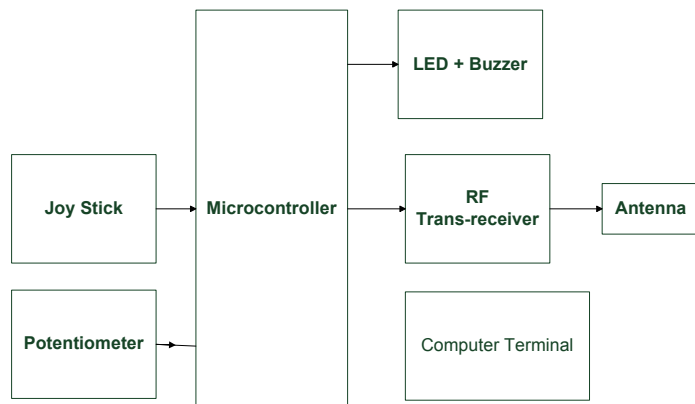 LED + Buzzer
Joy Stick
Microcontroller
RF
Trans-receiver
Antenna
Potentiometer
Computer Terminal